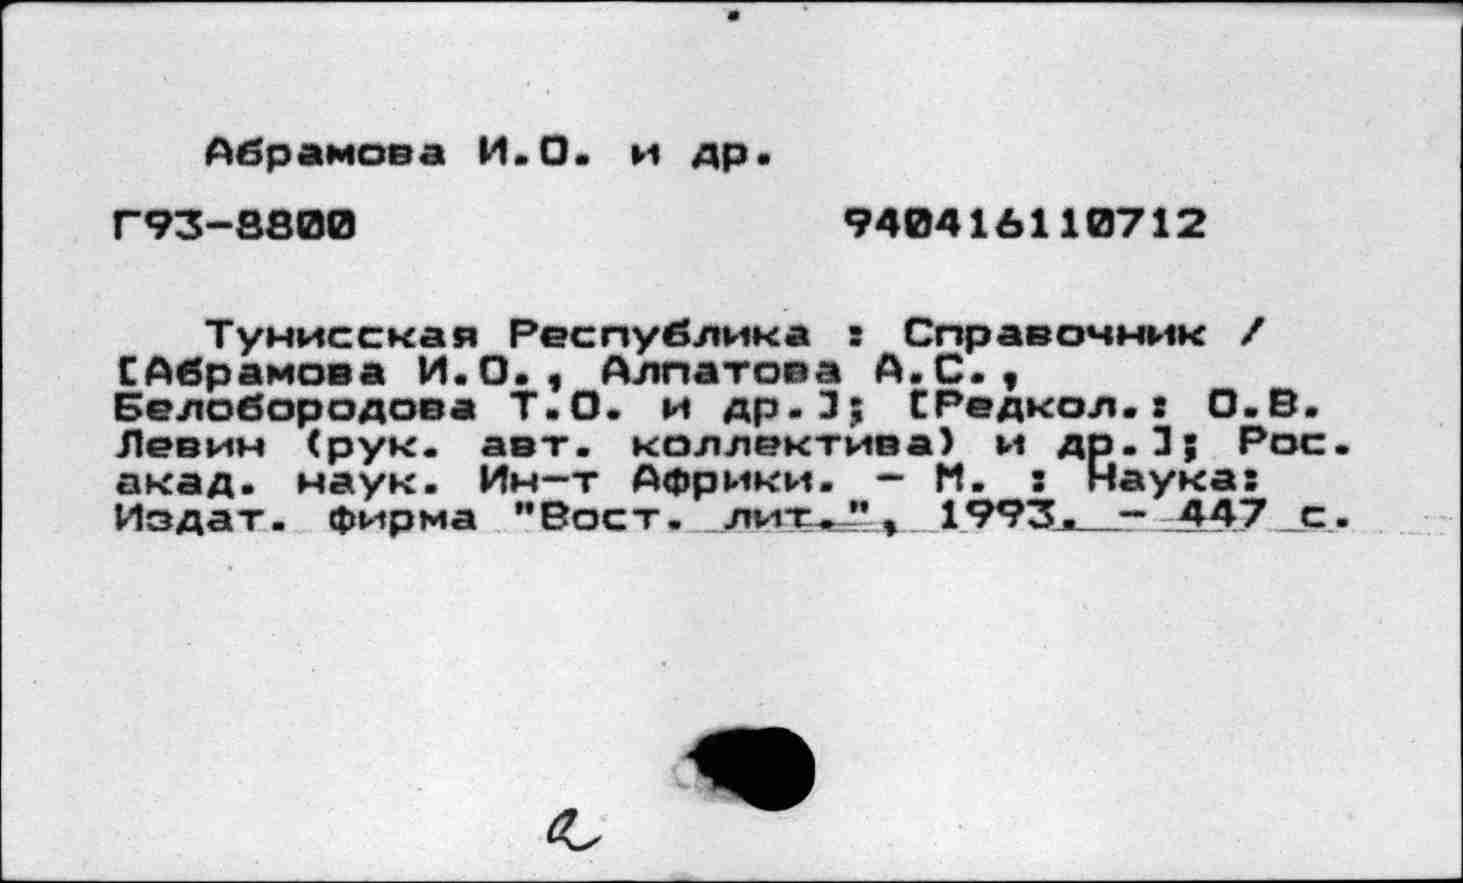 Абрамова И.О. и др.
Г93-8800 940416110712
Тунисская Республика : Справочник /
[Абрамова И.О., Алпатова А.С.,
Белобородова Т.О. и др.]; [Редкол.: О.В.
Левин (рук. авт. коллектива) и др.]; Рос.
акад. наук. Ин-т Африки. - М. : Наука:
Издат. фирма "Вост. лит.", 1993. - 447 с.